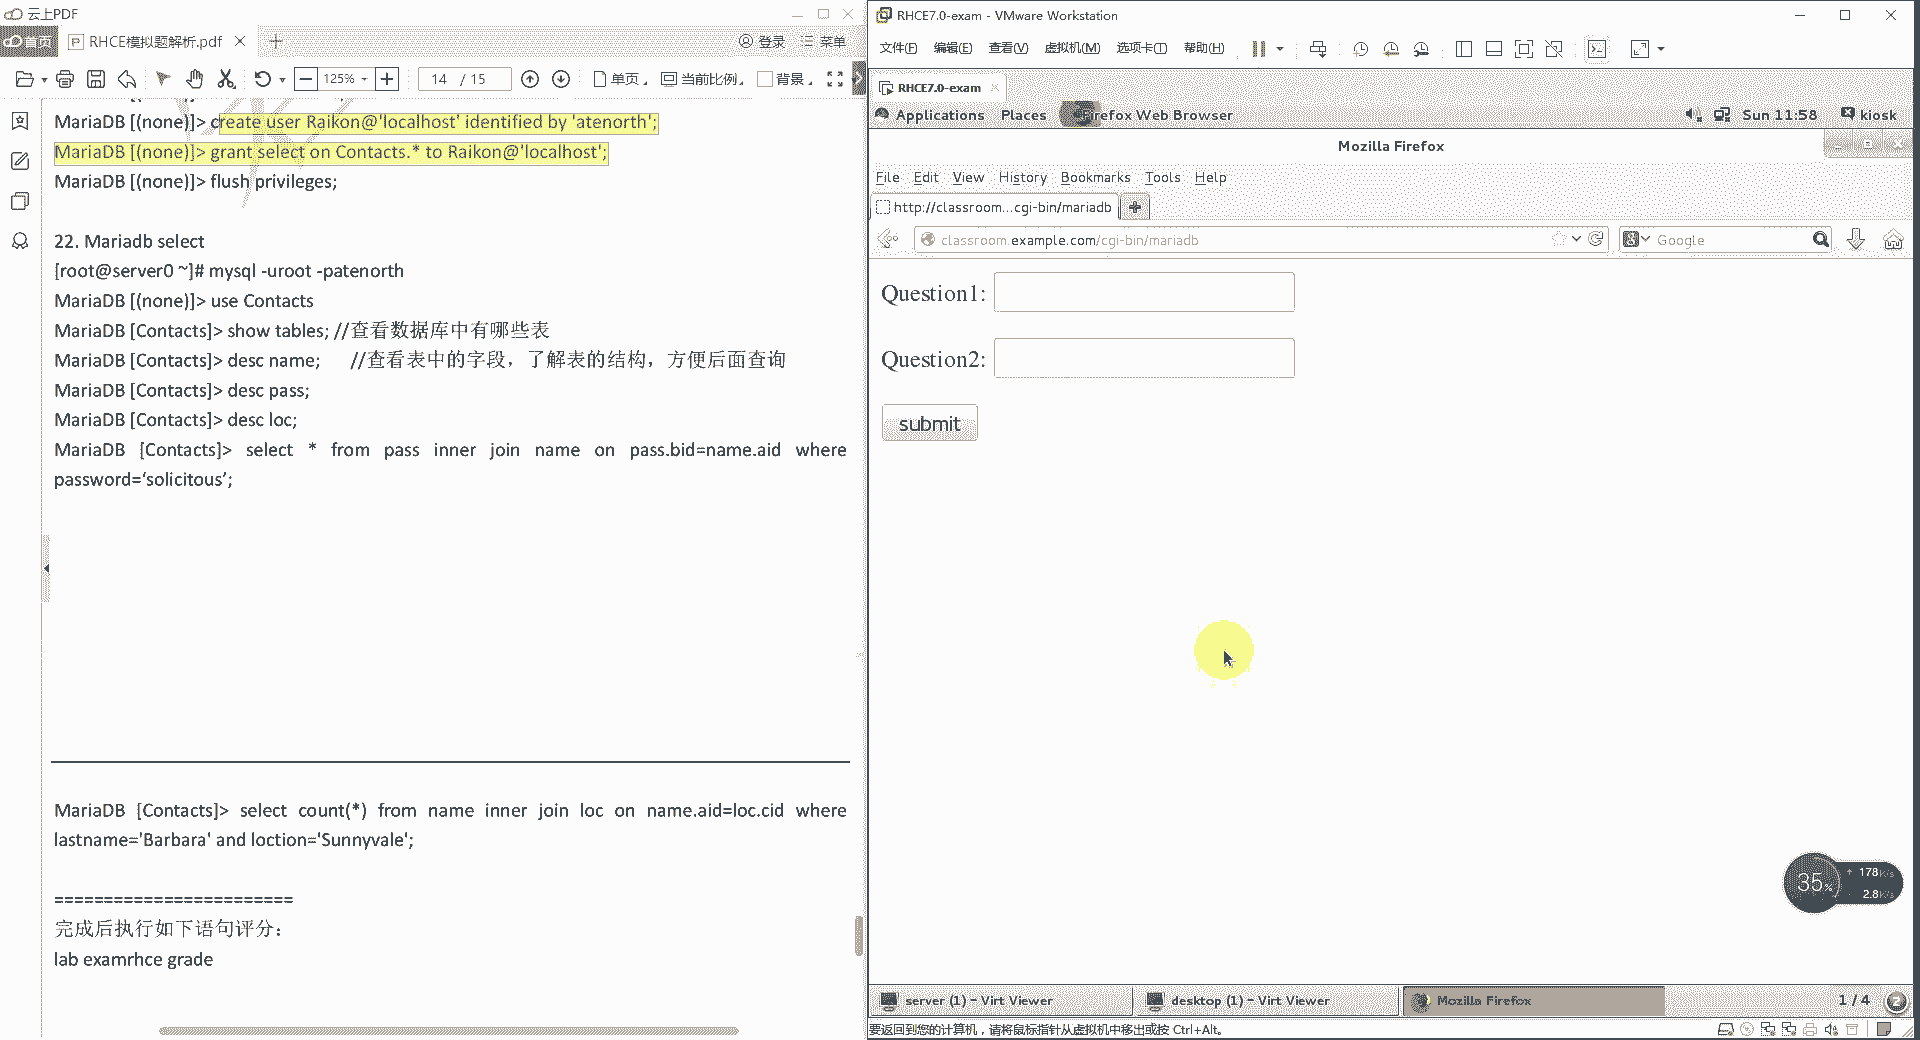 云上PDF
首页
RHCE模拟题解析.pdf
登录
菜单
125%
14 / 15
单页
当前比例
背景
MariaDB [(none)]> create user Raikon@'localhost' identified by 'atenorth';
MariaDB [(none)]> grant select on Contacts.* to Raikon@'localhost';
MariaDB [(none)]> flush privileges;
22. Mariadb select
[root@server0 ~]# mysql -uroot -patenorth
MariaDB [(none)]> use Contacts
MariaDB [Contacts]> show tables; //查看数据库中有哪些表
MariaDB [Contacts]> desc name; //查看表中的字段，了解表的结构，方便后面查询
MariaDB [Contacts]> desc pass;
MariaDB [Contacts]> desc loc;
MariaDB [Contacts]> select * from pass inner join name on pass.bid=name.aid where
password=‘solicitous’;
MariaDB [Contacts]> select count(*) from name inner join loc on name.aid=loc.cid where
lastname='Barbara' and loction='Sunnyvale';
========================
完成后执行如下语句评分：
lab examrhce grade
RHCE7.0-exam - VMware Workstation
文件(F) 编辑(E) 查看(V) 虚拟机(M) 选项卡(T) 帮助(H)
RHCE7.0-exam
Applications Places Firefox Web Browser
Sun 11:58 kiosk
Mozilla Firefox
File Edit View History Bookmarks Tools Help
http://classroom...cgi-bin/mariadb
classroom.example.com/cgi-bin/mariadb
Google
Question1:
Question2:
submit
35%
178K/s
2.8K/s
server (1) - Virt Viewer
desktop (1) - Virt Viewer
Mozilla Firefox
1 / 4
2
要返回到您的计算机，请将鼠标指针从虚拟机中移出或按 Ctrl+Alt。